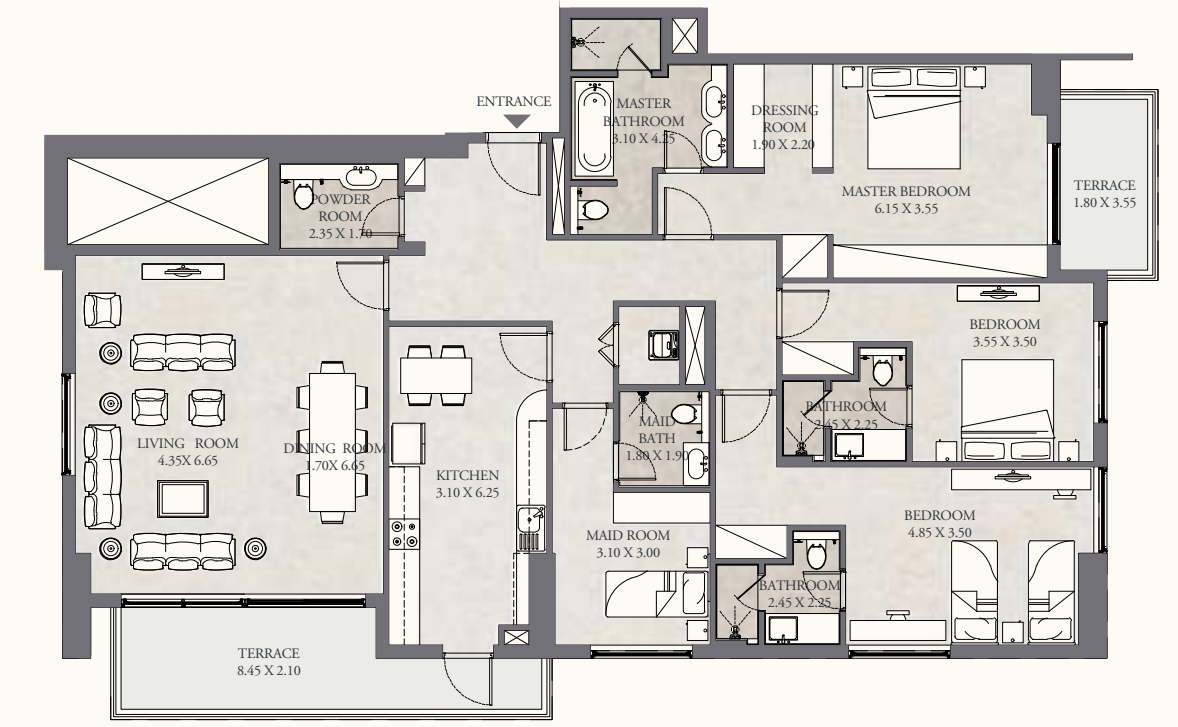 ENTRANCE
MASTER
BATHROOM
3.10 X 4.25
DRESSING
ROOM
1.90 X 2.20
MASTER BEDROOM
6.15 X 3.55
TERRACE
1.80 X 3.55
POWDER
ROOM
2.35 X 1.70
BEDROOM
3.55 X 3.50
BATHROOM
2.45 X 2.25
LIVING ROOM
4.35X 6.65
DINING ROOM
1.70X 6.65
KITCHEN
3.10 X 6.25
MAID
BATH
1.80 X 1.90
MAID ROOM
3.10 X 3.00
BEDROOM
4.85 X 3.50
BATHROOM
2.45 X 2.25
TERRACE
8.45 X 2.10